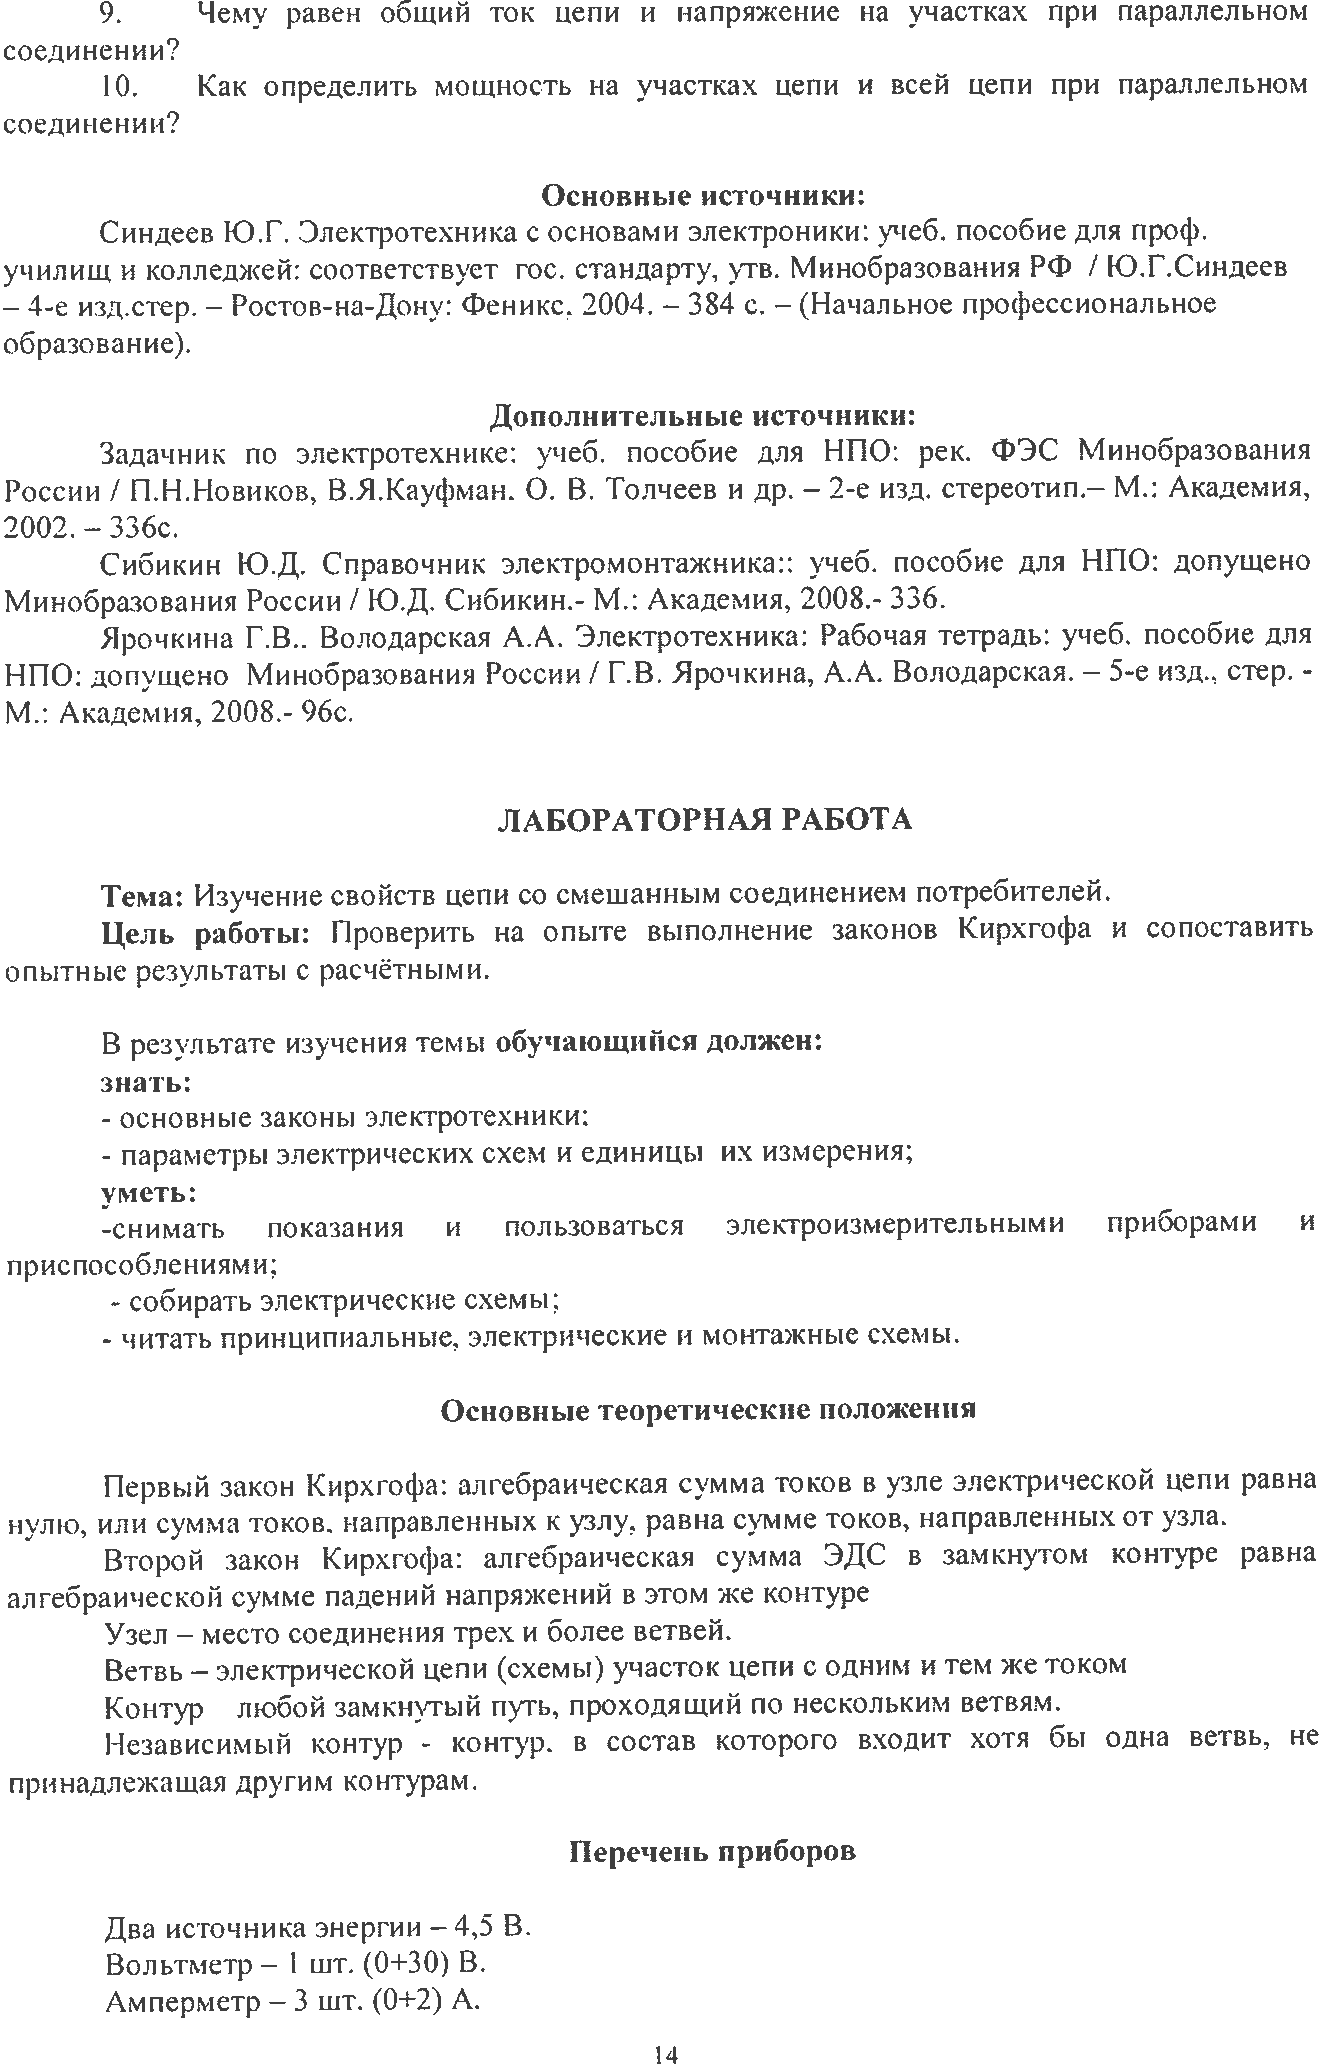 9. Чему равен общий ток цепи и напряжение на участках при параллельном
соединении?
10. Как определить мощность на участках цепи и всей цепи при параллельном
соединении?
Основные источники:
Синдеев Ю.Г. Электротехника с основами электроники: учеб. пособие для проф.
училищ и колледжей: соответствует гос. стандарту, утв. Минобразования РФ / Ю.Г.Синдеев
– 4-е изд.стер. – Ростов-на-Дону: Феникс. 2004. – 384 с. – (Начальное профессиональное
образование).
Дополнительные источники:
Задачник по электротехнике: учеб. пособие для НПО: рек. ФЭС Минобразования
России / П.Н.Новиков, В.Я.Кауфман. О. В. Толчеев и др. – 2-е изд. стереотип.– М.: Академия,
2002. – 336с.
Сибикин Ю.Д. Справочник электромонтажника:: учеб. пособие для НПО: допущено
Минобразования России / Ю.Д. Сибикин.- М.: Академия, 2008.- 336.
Ярочкина Г.В.. Володарская А.А. Электротехника: Рабочая тетрадь: учеб. пособие для
НПО: допущено Минобразования России / Г.В. Ярочкина, А.А. Володарская. – 5-е изд., стер. -
М.: Академия, 2008.- 96с.
ЛАБОРАТОРНАЯ РАБОТА
Тема: Изучение свойств цепи со смешанным соединением потребителей.
Цель работы: Проверить на опыте выполнение законов Кирхгофа и сопоставить
опытные результаты с расчётными.
В результате изучения темы обучающийся должен:
знать:
- основные законы электротехники:
- параметры электрических схем и единицы их измерения;
уметь:
-снимать показания и пользоваться электроизмерительными приборами и
приспособлениями;
- собирать электрические схемы;
- читать принципиальные, электрические и монтажные схемы.
Основные теоретические положения
Первый закон Кирхгофа: алгебраическая сумма токов в узле электрической цепи равна
нулю, или сумма токов. направленных к узлу, равна сумме токов, направленных от узла.
Второй закон Кирхгофа: алгебраическая сумма ЭДС в замкнутом контуре равна
алгебраической сумме падений напряжений в этом же контуре
Узел – место соединения трех и более ветвей.
Ветвь – электрической цепи (схемы) участок цепи с одним и тем же током
Контур любой замкнутый путь, проходящий по нескольким ветвям.
Независимый контур - контур. в состав которого входит хотя бы одна ветвь, не
принадлежащая другим контурам.
Перечень приборов
Два источника энергии – 4,5 В.
Вольтметр – 1 шт. (0+30) В.
Амперметр – 3 шт. (0+2) А.
14